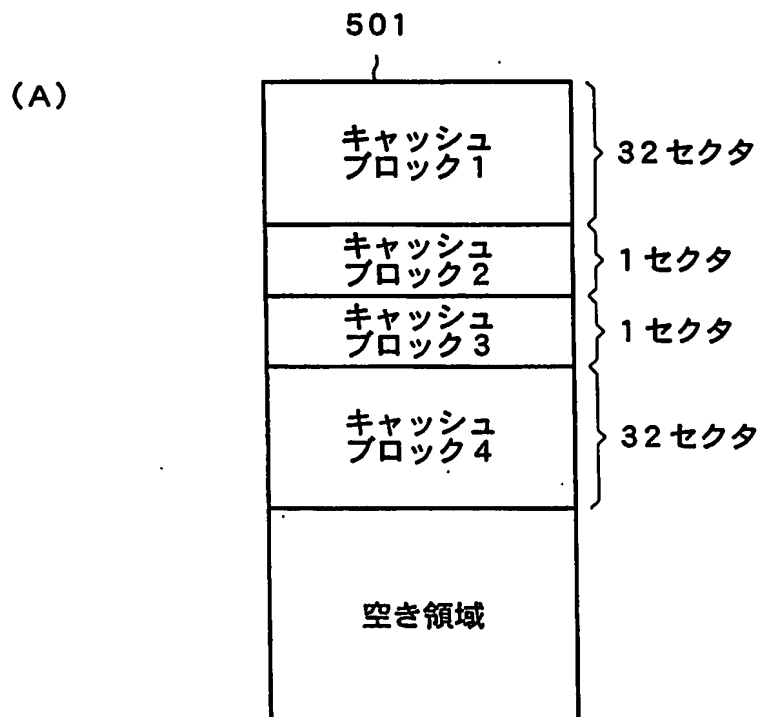 501
(A)
キャッシュ
ブロック1
32セクタ
キャッシュ
ブロック2
1セクタ
キャッシュ
ブロック3
1セクタ
キャッシュ
ブロック4
32セクタ
空き領域